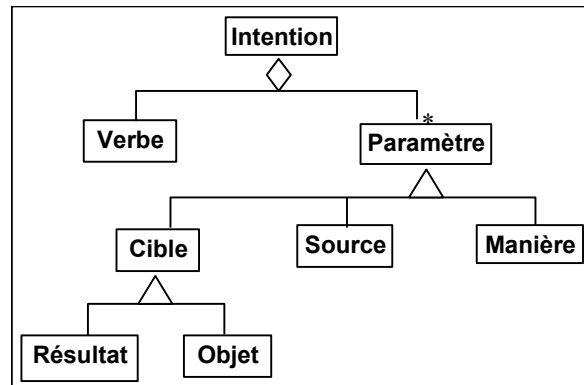 Intention
Verbe
*
Paramètre
Cible
Source
Manière
Résultat
Objet